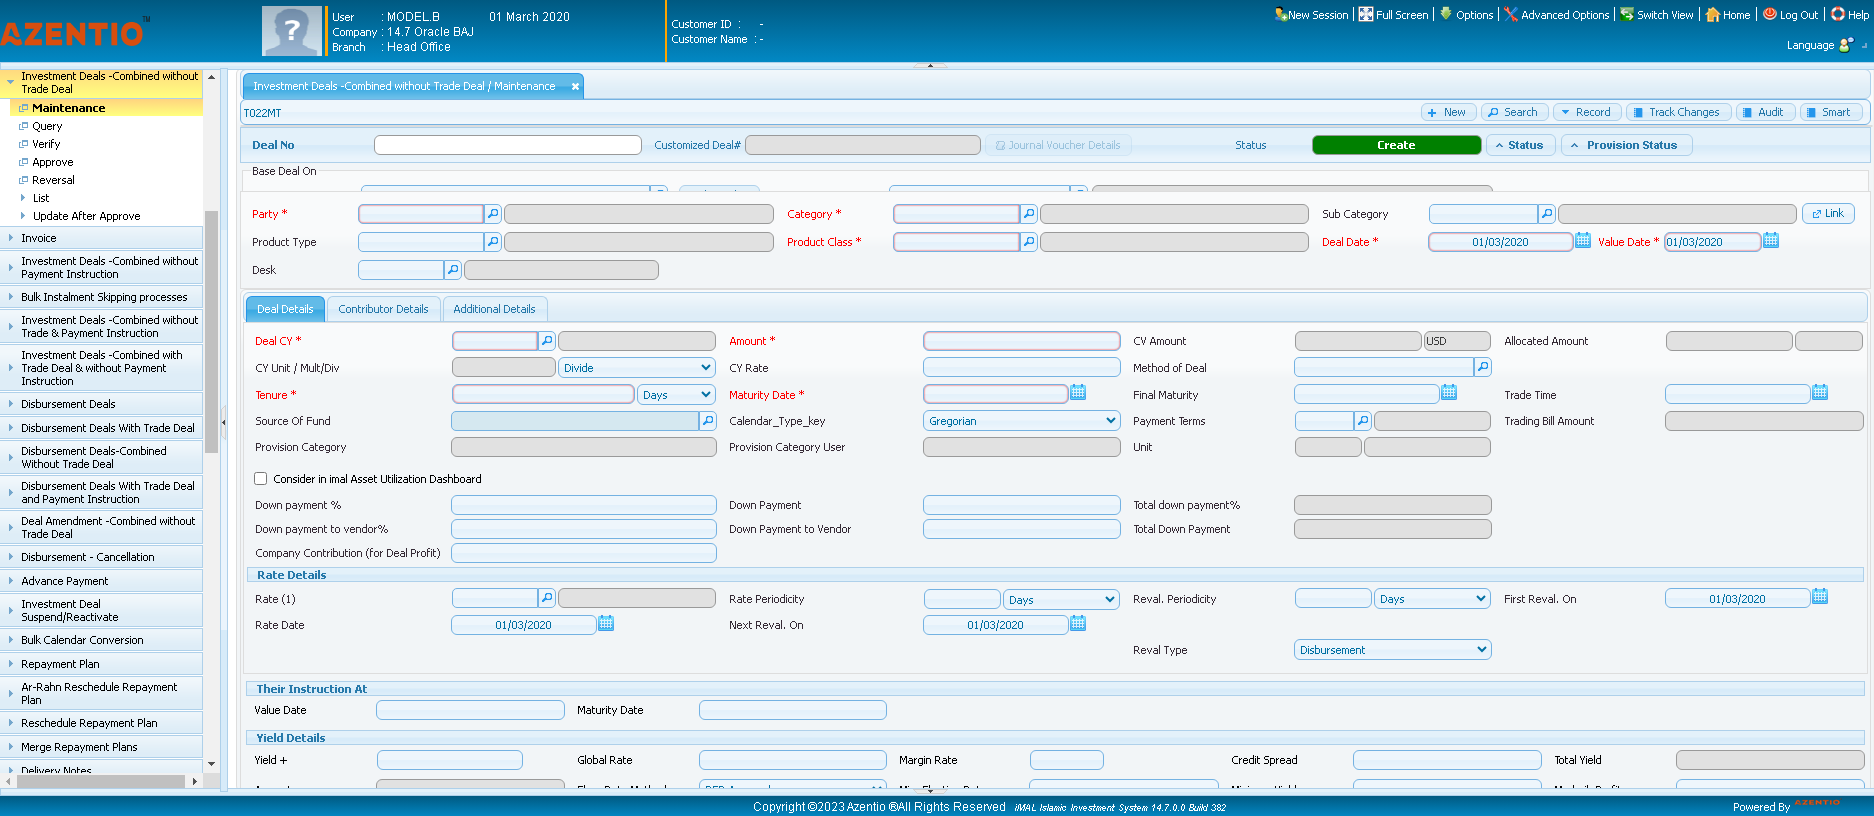 AZENTIO™
User : MODEL.B 01 March 2020
Company : 14.7 Oracle BAJ
Branch : Head Office
Customer ID : -
Customer Name : -
New Session Full Screen Options Advanced Options Switch View Home Log Out Help
Language
Investment Deals -Combined without Trade Deal
Maintenance
Query
Verify
Approve
Reversal
List
Update After Approve
Invoice
Investment Deals -Combined without Payment Instruction
Bulk Instalment Skipping processes
Investment Deals -Combined without Trade & Payment Instruction
Investment Deals -Combined with Trade Deal & without Payment Instruction
Disbursement Deals
Disbursement Deals With Trade Deal
Disbursement Deals-Combined Without Trade Deal
Disbursement Deals With Trade Deal and Payment Instruction
Deal Amendment -Combined without Trade Deal
Disbursement - Cancellation
Advance Payment
Investment Deal Suspend/Reactivate
Bulk Calendar Conversion
Repayment Plan
Ar-Rahn Reschedule Repayment Plan
Reschedule Repayment Plan
Merge Repayment Plans
Delivery Notes
Investment Deals -Combined without Trade Deal / Maintenance
T022MT
New Search Record Track Changes Audit Smart
Deal No Customized Deal# Journal Voucher Details Status Create Status Provision Status
Base Deal On
Party * Category * Sub Category Link
Product Type Product Class * Deal Date * 01/03/2020 Value Date * 01/03/2020
Desk
Deal Details Contributor Details Additional Details
Deal CY * Amount * CV Amount USD Allocated Amount
CY Unit / Mult/Div Divide CY Rate Method of Deal
Tenure * Days Maturity Date * Final Maturity Trade Time
Source Of Fund Calendar_Type_key Gregorian Payment Terms Trading Bill Amount
Provision Category Provision Category User Unit
Consider in imal Asset Utilization Dashboard
Down payment % Down Payment Total down payment%
Down payment to vendor% Down Payment to Vendor Total Down Payment
Company Contribution (for Deal Profit)
Rate Details
Rate (1) Rate Periodicity Days Reval. Periodicity Days First Reval. On 01/03/2020
Rate Date 01/03/2020 Next Reval. On 01/03/2020
Reval Type Disbursement
Their Instruction At
Value Date Maturity Date
Yield Details
Yield + Global Rate Margin Rate Credit Spread Total Yield
Copyright ©2023 Azentio ®All Rights Reserved iMAL Islamic Investment System 14.7.0.0 Build 382
Powered By AZENTIO